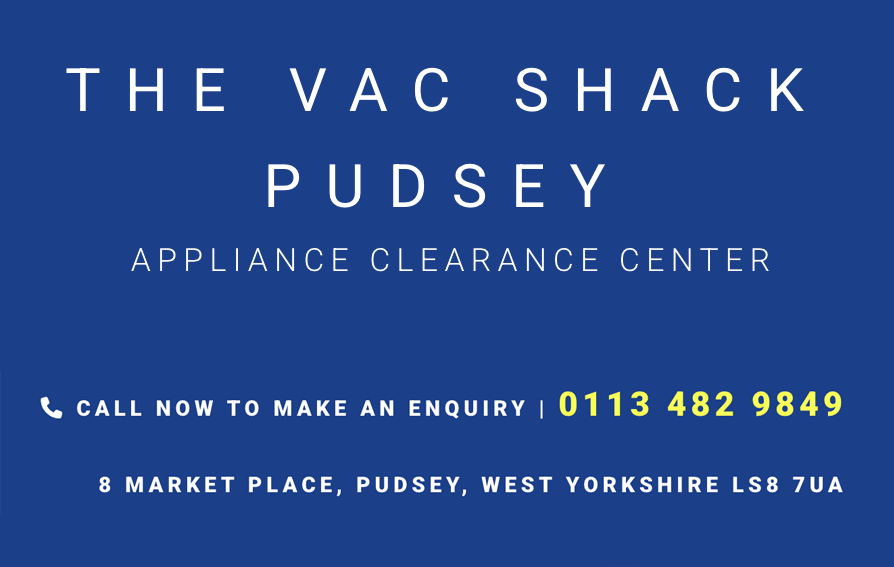 THE VAC SHACK
PUDSEY
APPLIANCE CLEARANCE CENTER
CALL NOW TO MAKE AN ENQUIRY | 0113 482 9849
8 MARKET PLACE, PUDSEY, WEST YORKSHIRE LS8 7UA